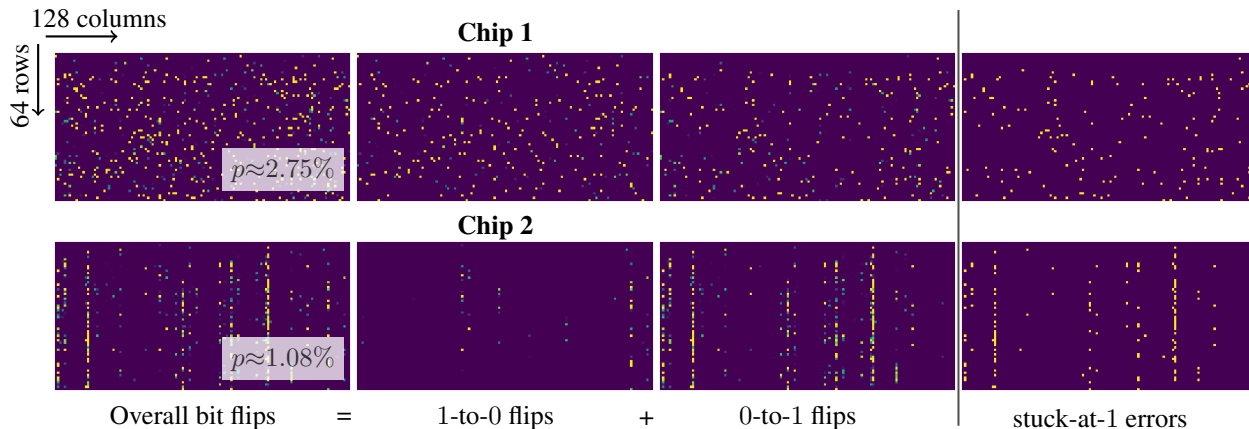 128 columns
64 rows
Chip 1
p≈2.75%
Chip 2
p≈1.08%
Overall bit flips = 1-to-0 flips + 0-to-1 flips stuck-at-1 errors